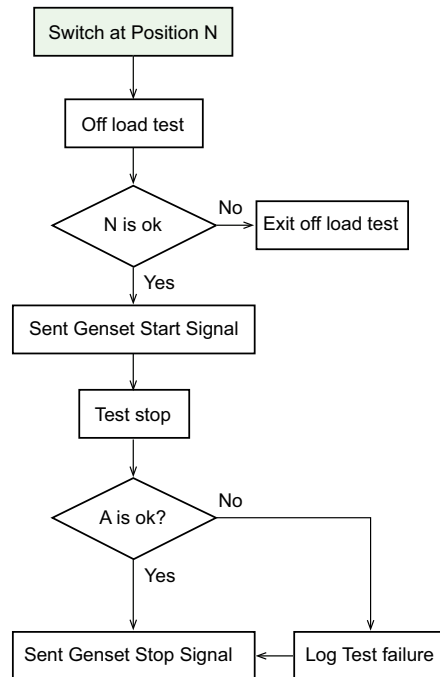 Switch at Position N
Off load test
N is ok
No
Exit off load test
Yes
Sent Genset Start Signal
Test stop
A is ok?
No
Yes
Sent Genset Stop Signal
Log Test failure